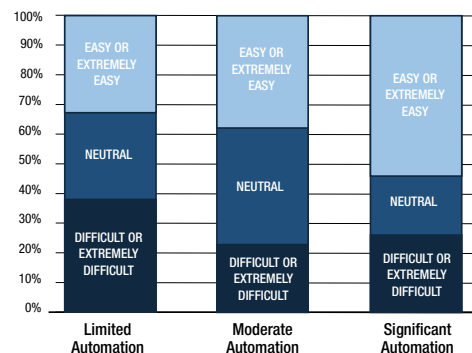 100%
90%
80%
70%
60%
50%
40%
30%
20%
10%
0%
EASY OR
EXTREMELY
EASY
NEUTRAL
DIFFICULT OR
EXTREMELY
DIFFICULT
EASY OR
EXTREMELY
EASY
NEUTRAL
DIFFICULT OR
EXTREMELY
DIFFICULT
EASY OR
EXTREMELY
EASY
NEUTRAL
DIFFICULT OR
EXTREMELY
DIFFICULT
Limited
Automation
Moderate
Automation
Significant
Automation